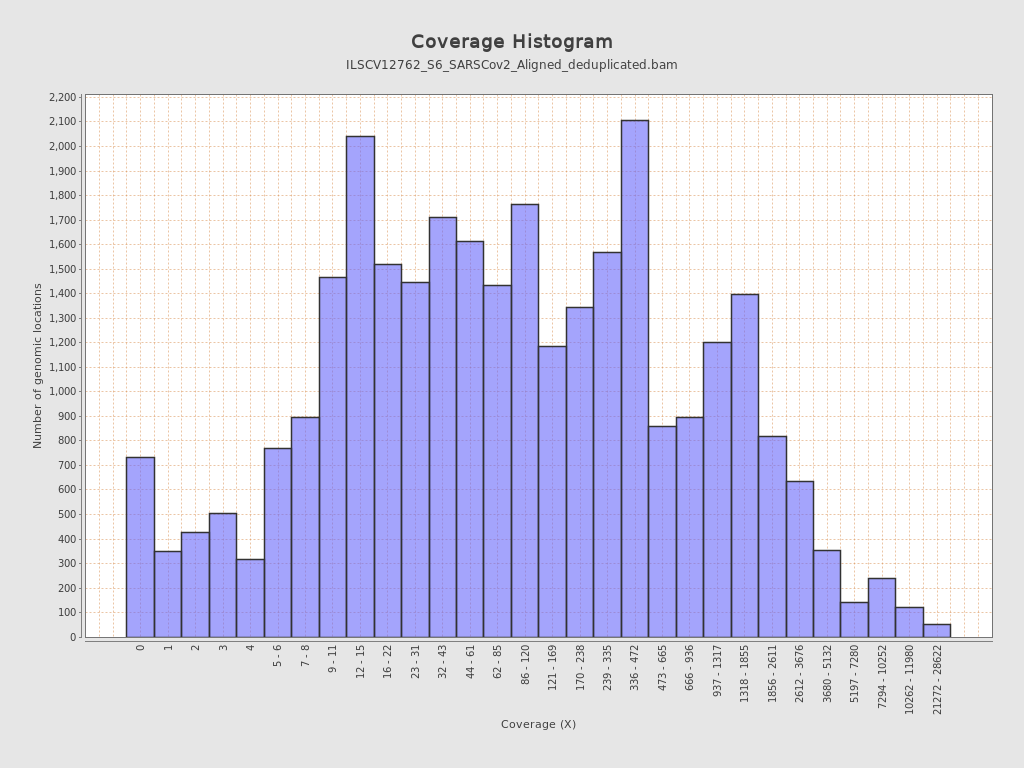 Coverage Histogram
ILSCV12762_S6_SARSCov2_Aligned_deduplicated.bam
Number of genomic locations
2,200
2,100
2,000
1,900
1,800
1,700
1,600
1,500
1,400
1,300
1,200
1,100
1,000
900
800
700
600
500
400
300
200
100
0
0
1
2
3
4
5 - 6
7 - 8
9 - 11
12 - 15
16 - 22
23 - 31
32 - 43
44 - 61
62 - 85
86 - 120
121 - 169
170 - 238
239 - 335
336 - 472
473 - 665
666 - 936
937 - 1317
1318 - 1855
1856 - 2611
2612 - 3676
3680 - 5132
5197 - 7280
7294 - 10252
10262 - 11980
21272 - 28622
Coverage (X)